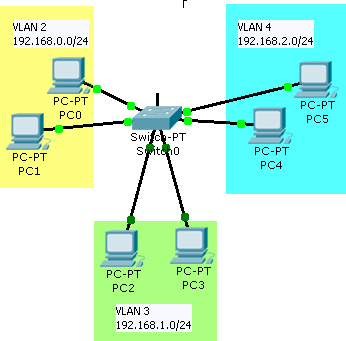 VLAN 2
192.168.0.0/24
VLAN 4
192.168.2.0/24
PC-PT
PC0
PC-PT
PC1
Switch-PT
Switch0
PC-PT
PC5
PC-PT
PC4
PC-PT
PC2
PC-PT
PC3
VLAN 3
192.168.1.0/24